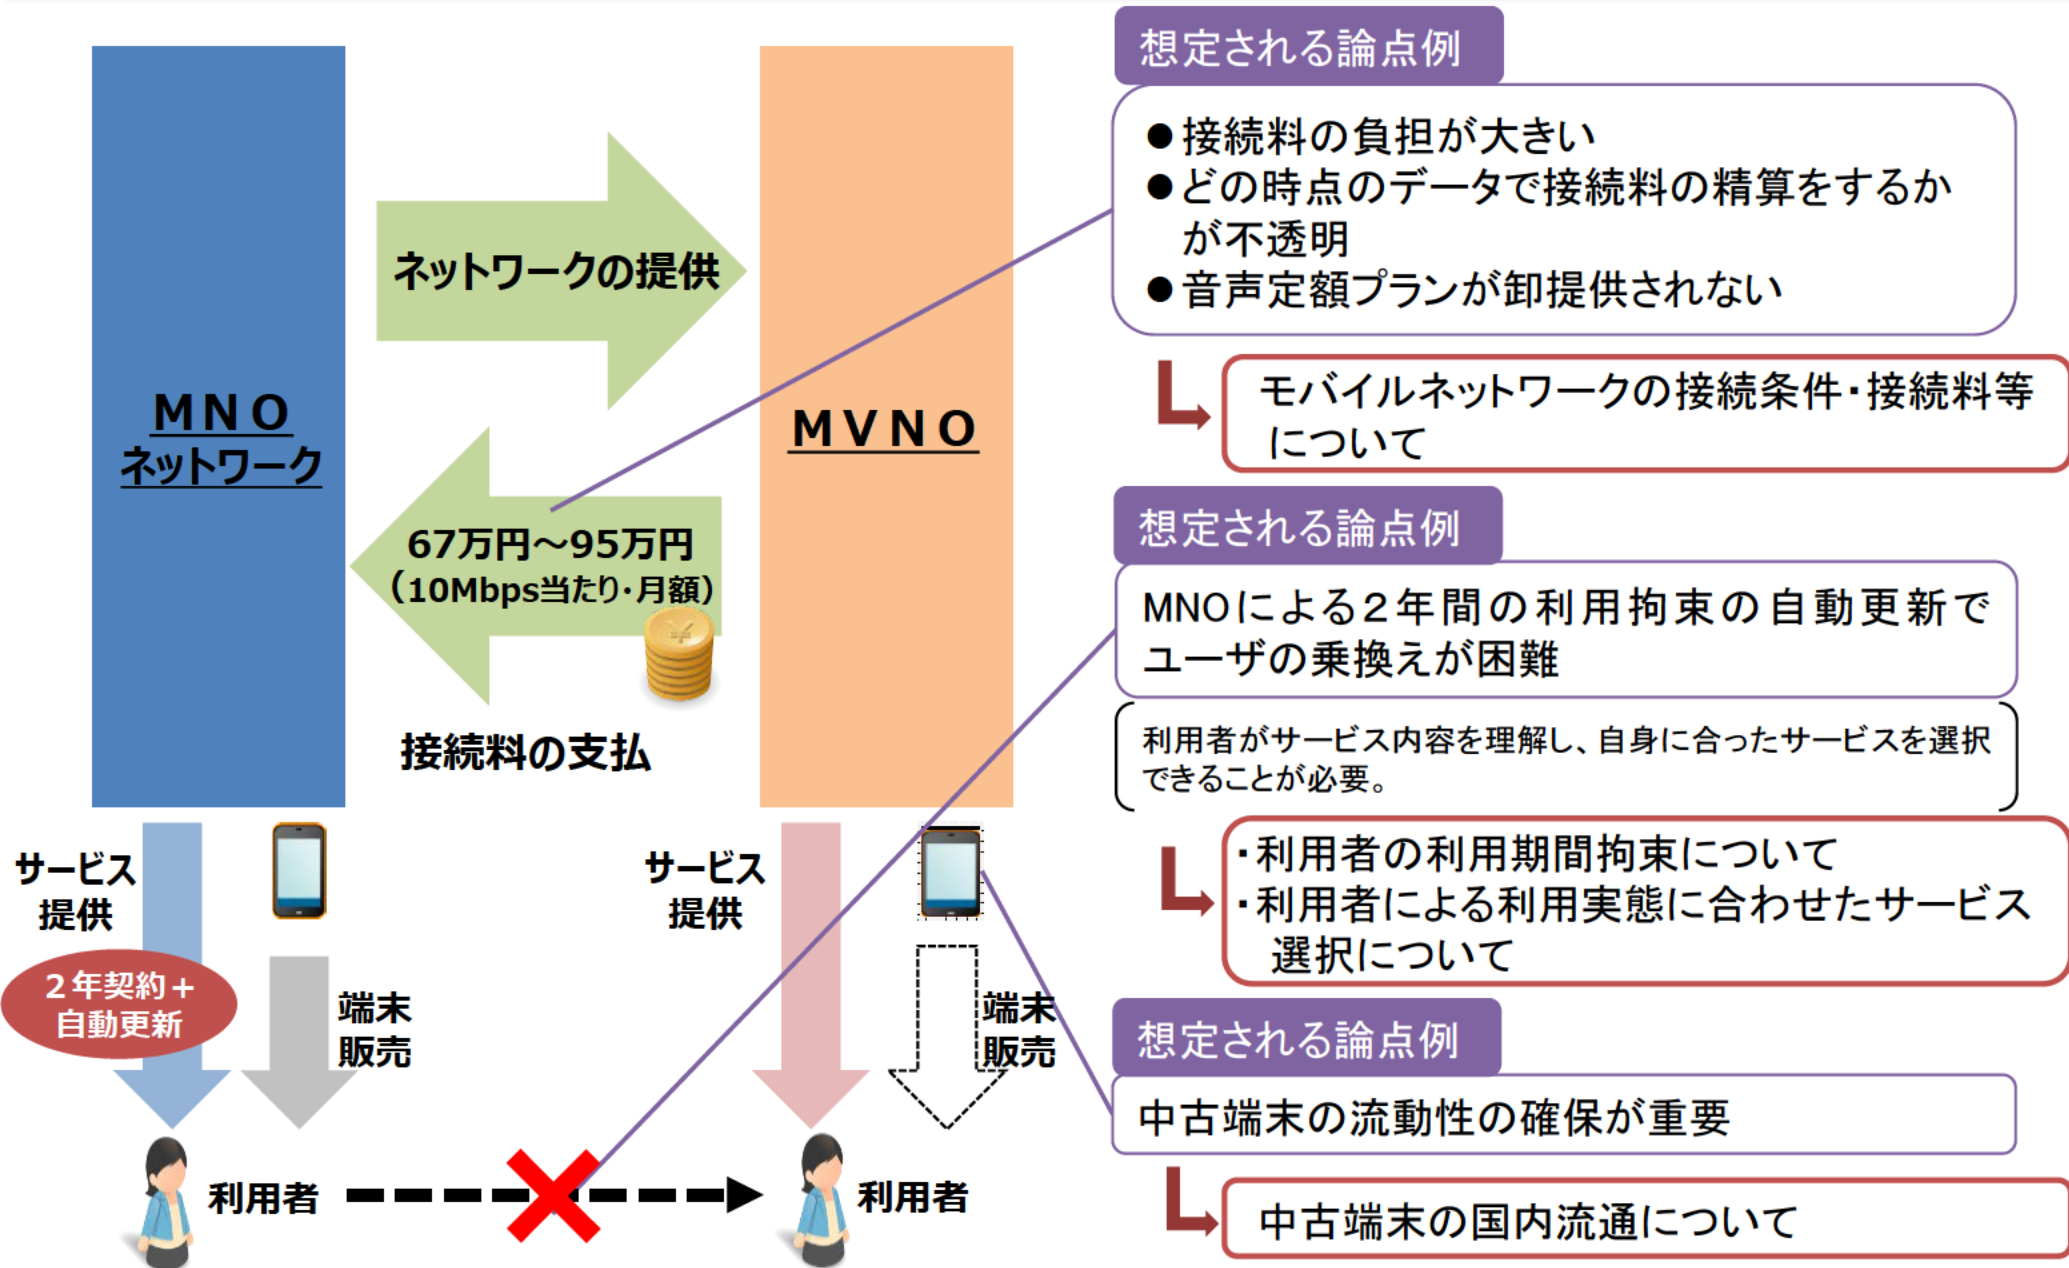 MNO
ネットワーク
ネットワークの提供
67万円～95万円
（10Mbps当たり・月額）
接続料の支払
MVNO
サービス
提供
2年契約＋
自動更新
端末
販売
利用者
サービス
提供
端末
販売
利用者
想定される論点例
●接続料の負担が大きい
●どの時点のデータで接続料の精算をするか
が不透明
●音声定額プランが卸提供されない
モバイルネットワークの接続条件・接続料等
について
想定される論点例
MNOによる２年間の利用拘束の自動更新で
ユーザの乗換えが困難
利用者がサービス内容を理解し、自身に合ったサービスを選択
できることが必要。
・利用者の利用期間拘束について
・利用者による利用実態に合わせたサービス
選択について
想定される論点例
中古端末の流動性の確保が重要
中古端末の国内流通について